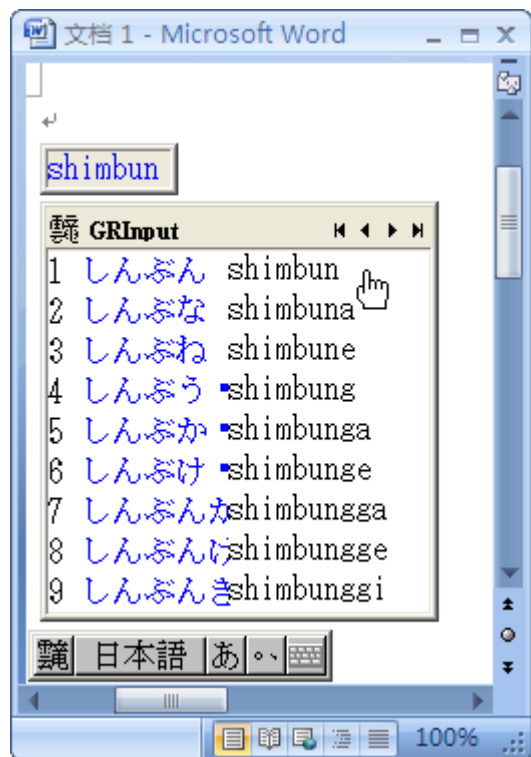 文档 1 - Microsoft Word
shimbun
GRInput
1 しんぶん shimbun
2 しんぶな shimbuna
3 しんぶね shimbune
4 しんぶう shimbung
5 しんぶか shimbunga
6 しんぶけ shimbunge
7 しんぶんか shimbungga
8 しんぶんけ shimbungge
9 しんぶんき shimbunggi
日本語 あ 。、
100%